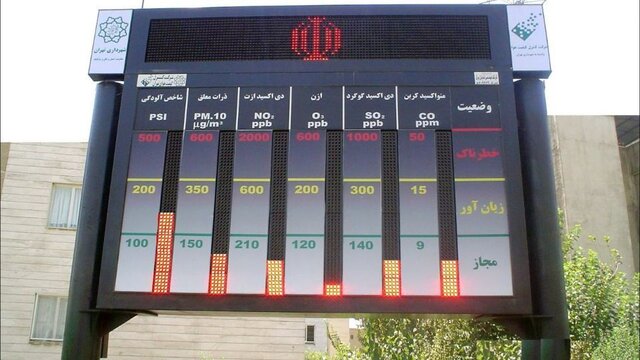 شهرداری تهران
وضعیت
منواکسید کربن
دی اکسید گوگرد
ازن
دی اکسید ازت
ذرات معلق
شاخص آلودگی
CO ppm
SO₂ ppb
O₃ ppb
NO₂ ppb
PM.10 µg/m³
PSI
خطرناک
50
1000
600
2000
600
500
زیان آور
15
300
200
600
350
200
مجاز
9
140
120
210
150
100